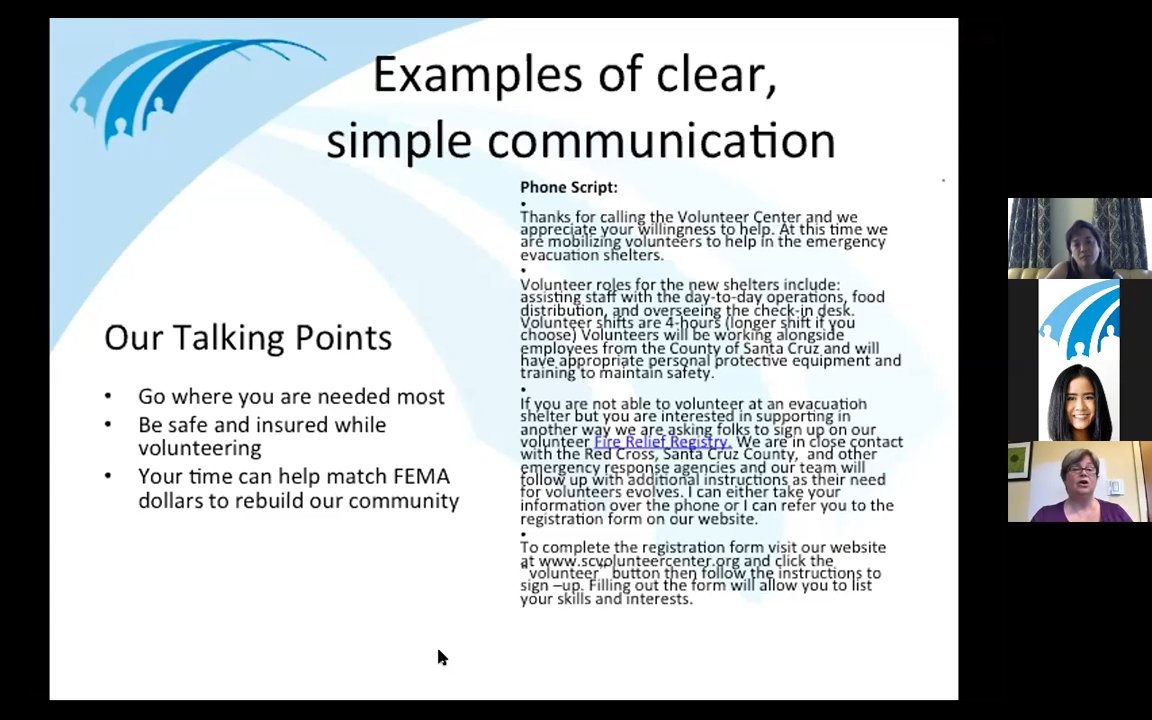 Examples of clear,
simple communication
Our Talking Points
• Go where you are needed most
• Be safe and insured while
volunteering
• Your time can help match FEMA
dollars to rebuild our community
Phone Script:
•
Thanks for calling the Volunteer Center and we
appreciate your willingness to help. At this time we
are mobilizing volunteers to help in the emergency
evacuation shelters.
•
Volunteer roles for the new shelters include:
assisting staff with the day-to-day operations, food
distribution, and overseeing the check-in desk.
Volunteer shifts are 4-hours (longer shift if you
choose) Volunteers will be working alongside
employees from the County of Santa Cruz and will
have appropriate personal protective equipment and
training to maintain safety.
•
If you are not able to volunteer at an evacuation
shelter but you are interested in supporting in
another way we are asking folks to sign up on our
volunteer Fire Relief Registry. We are in close contact
with the Red Cross, Santa Cruz County, and other
emergency response agencies and our team will
follow up with additional instructions as their need
for volunteers evolves. I can either take your
information over the phone or I can refer you to the
registration form on our website.
•
To complete the registration form visit our website
at www.scvolunteercenter.org and click the
"volunteer" button then follow the instructions to
sign –up. Filling out the form will allow you to list
your skills and interests.